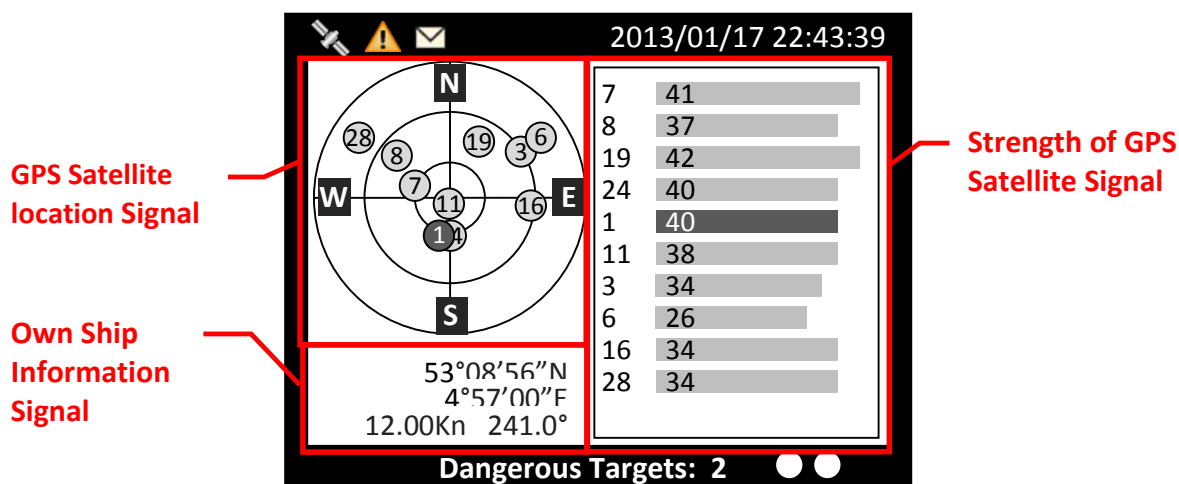 2013/01/17 22:43:39
GPS Satellite
location Signal
N
28
8
19
3
6
7
W
11
16
E
1
4
S
Own Ship
Information
Signal
53°08’56”N
4°57’00”E
12.00Kn 241.0°
7 41
8 37
19 42
24 40
1 40
11 38
3 34
6 26
16 34
28 34
Strength of GPS
Satellite Signal
Dangerous Targets: 2